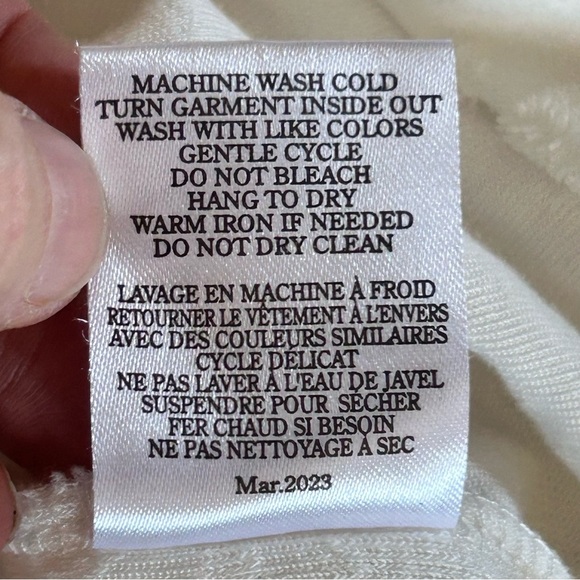 MACHINE WASH COLD
TURN GARMENT INSIDE OUT
WASH WITH LIKE COLORS
GENTLE CYCLE
DO NOT BLEACH
HANG TO DRY
WARM IRON IF NEEDED
DO NOT DRY CLEAN
LAVAGE EN MACHINE À FROID
RETOURNER LE VÊTEMENT À L'ENVERS
AVEC DES COULEURS SIMILAIRES
CYCLE DÉLICAT
NE PAS LAVER À L'EAU DE JAVEL
SUSPENDRE POUR SÉCHER
FER CHAUD SI BESOIN
NE PAS NETTOYAGE À SEC
Mar.2023